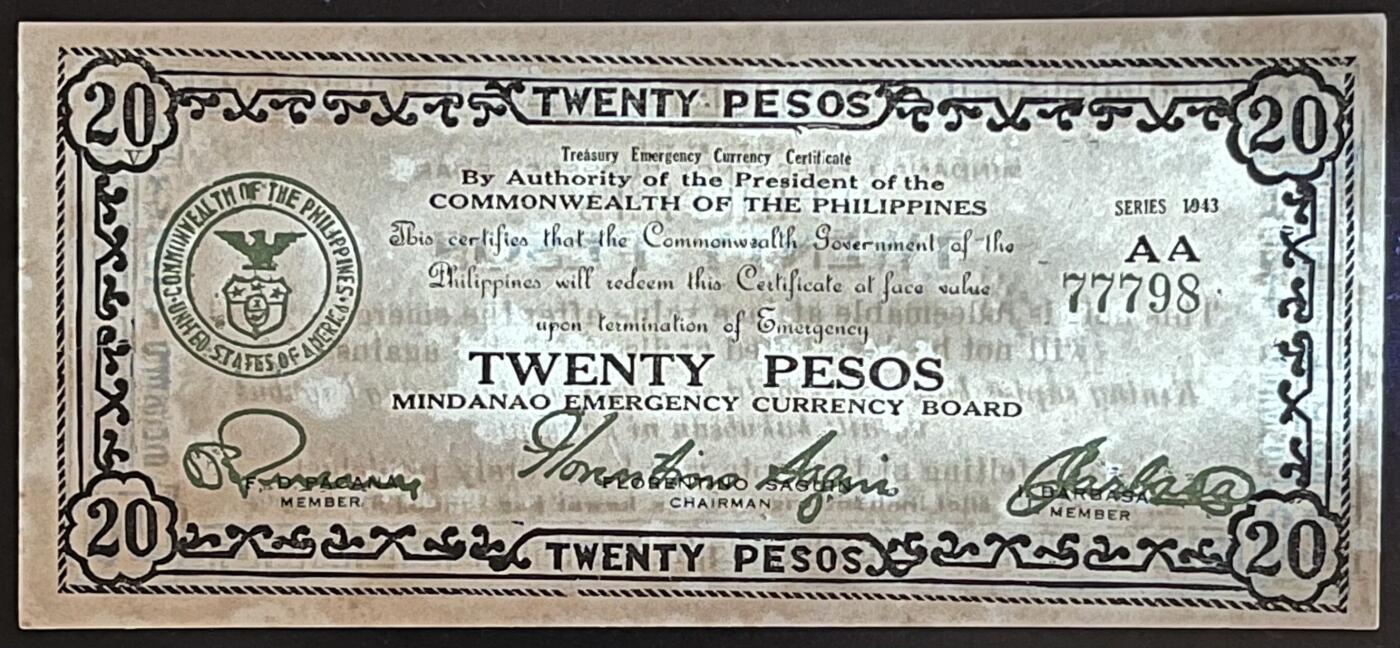 20 TWENTY PESOS 20
V
Treasury Emergency Currency Certificate
By Authority of the President of the
COMMONWEALTH OF THE PHILIPPINES
SERIES 1943
This certifies that the Commonwealth Government of the
AA
Philippines will redeem this Certificate at face value
77798
upon termination of Emergency
TWENTY PESOS
MINDANAO EMERGENCY CURRENCY BOARD
COMMONWEALTH OF THE PHILIPPINES
UNITED STATES OF AMERICA
F. D. PACANA
MEMBER
FLORENTINO SAGUIN
CHAIRMAN
BARBASA
MEMBER
20 TWENTY PESOS 20